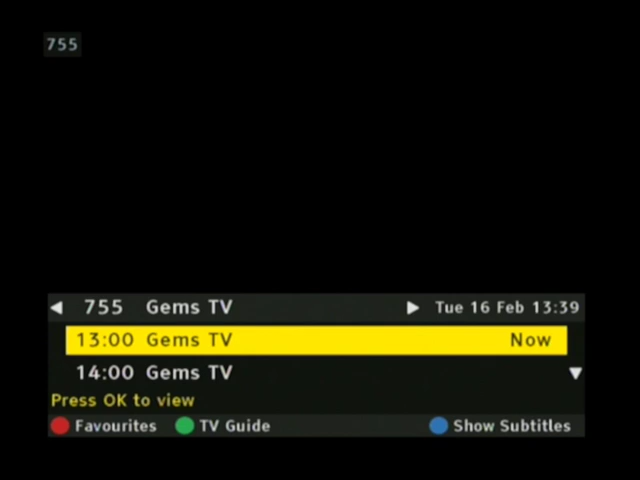 755
755 Gems TV Tue 16 Feb 13:39
13:00 Gems TV Now
14:00 Gems TV
Press OK to view
Favourites TV Guide Show Subtitles